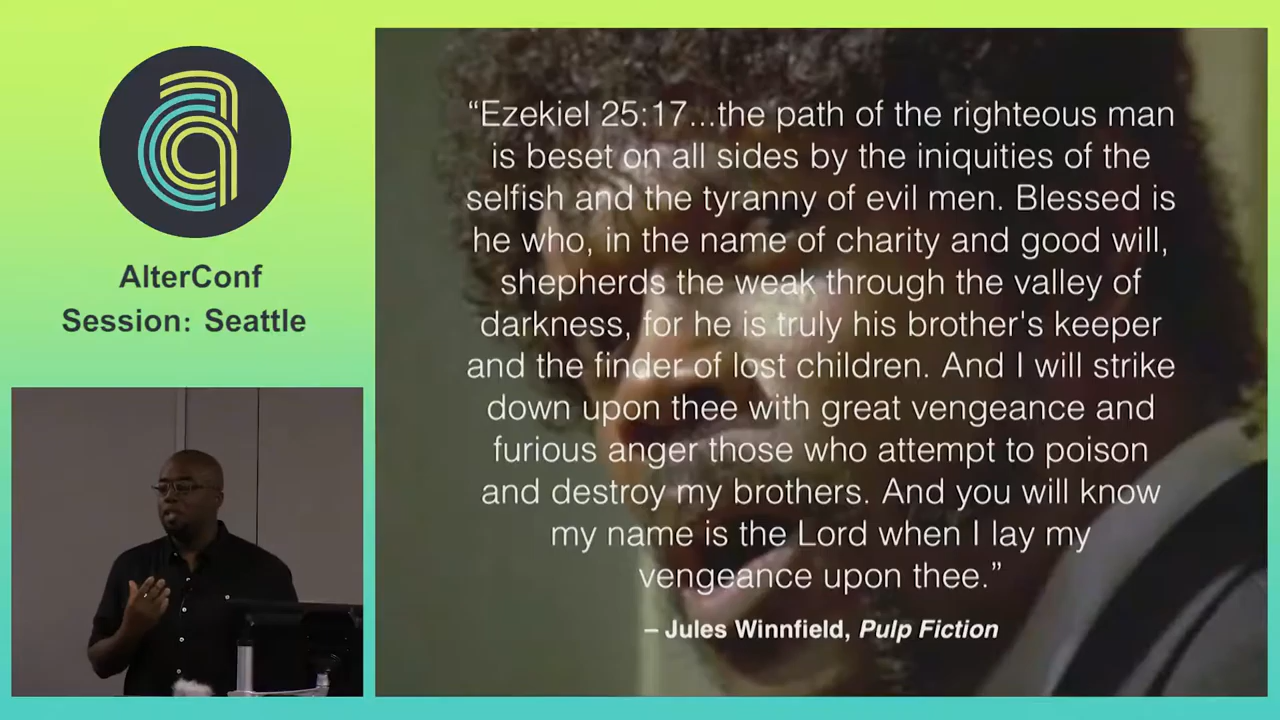 AlterConf
Session: Seattle
“Ezekiel 25:17...the path of the righteous man
is beset on all sides by the iniquities of the
selfish and the tyranny of evil men. Blessed is
he who, in the name of charity and good will,
shepherds the weak through the valley of
darkness, for he is truly his brother's keeper
and the finder of lost children. And I will strike
down upon thee with great vengeance and
furious anger those who attempt to poison
and destroy my brothers. And you will know
my name is the Lord when I lay my
vengeance upon thee.”
– Jules Winnfield, Pulp Fiction